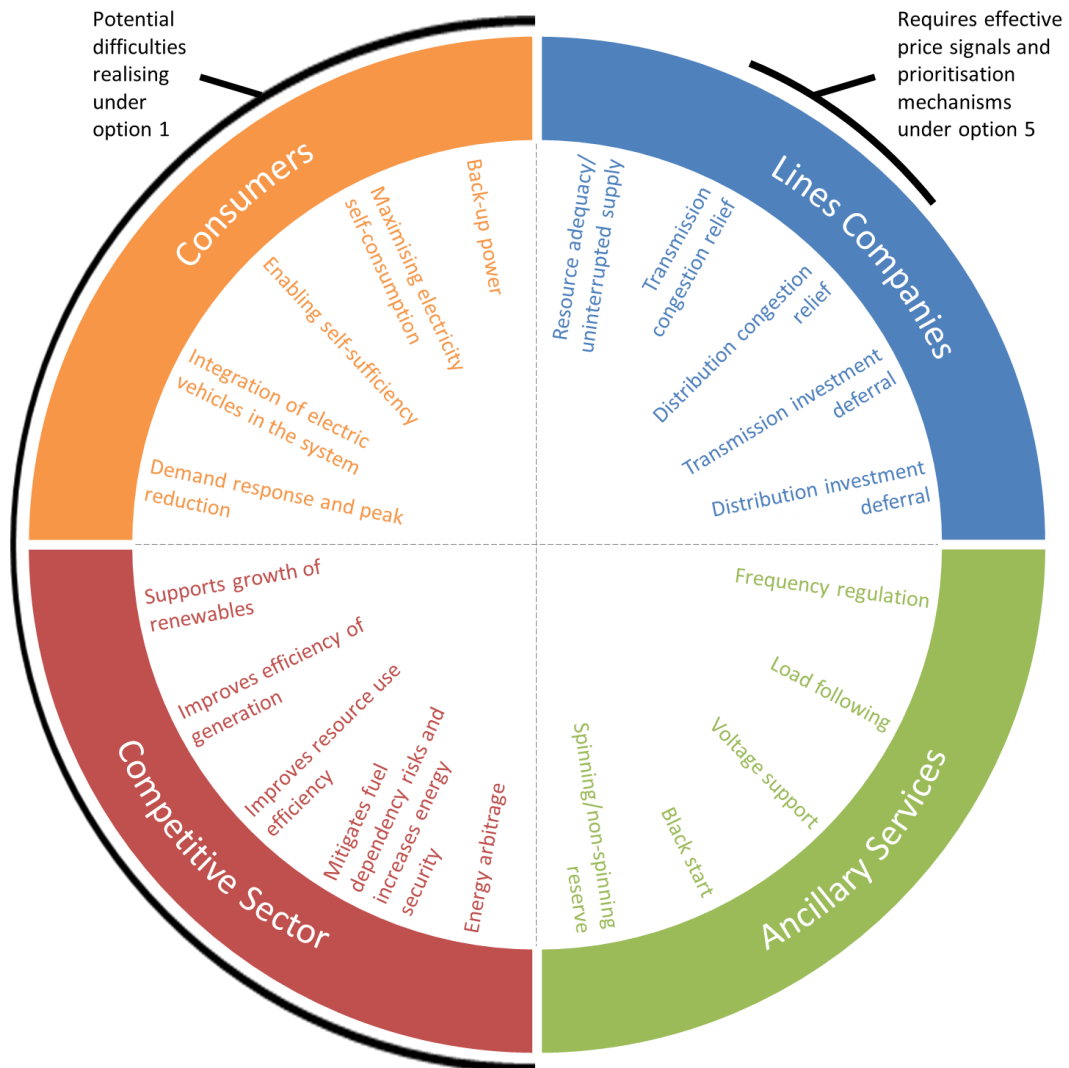 Potential
difficulties
realising
under
option 1
Requires effective
price signals and
prioritisation
mechanisms
under option 5
Consumers
Back-up power
Maximising electricity
self-consumption
Enabling self-sufficiency
Integration of electric
vehicles in the system
Demand response and peak
reduction
Lines Companies
Resource adequacy/
uninterrupted supply
Transmission
congestion relief
Distribution congestion
relief
Transmission investment
deferral
Distribution investment
deferral
Competitive Sector
Supports growth of
renewables
Improves efficiency of
generation
Improves resource use
efficiency
Mitigates fuel
dependency risks and
increases energy
security
Energy arbitrage
Ancillary Services
Frequency regulation
Load following
Voltage support
Black start
Spinning/non-spinning
reserve